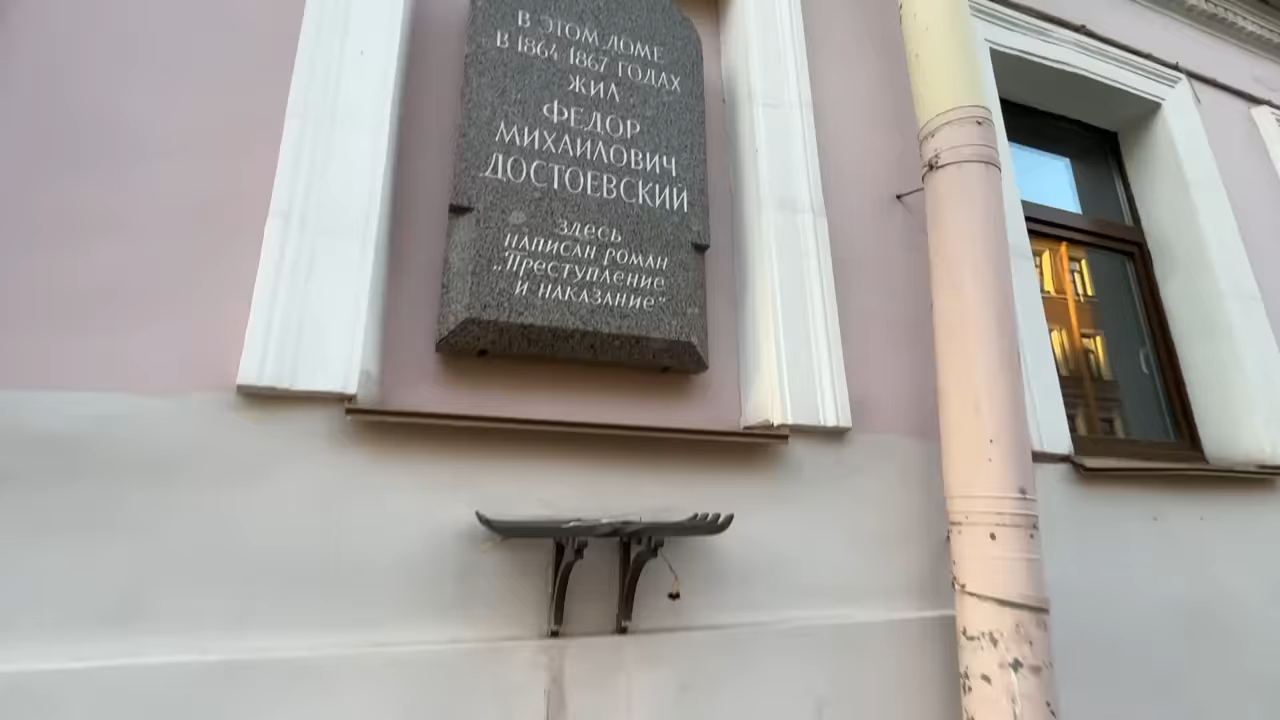 В ЭТОМ ДОМЕ
В 1864 1867 ГОДАХ
ЖИЛ
ФЕДОР
МИХАЙЛОВИЧ
ДОСТОЕВСКИЙ
здесь
написан роман
„Преступление
и наказание”